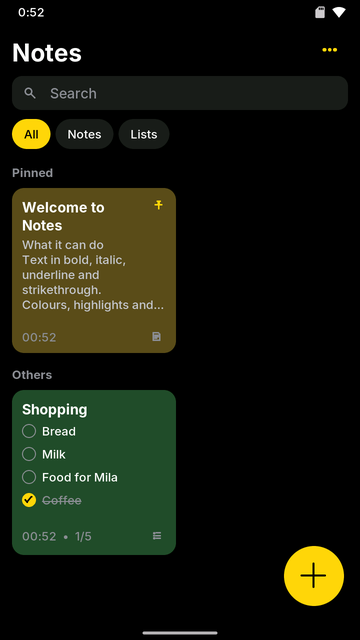 0:52
Notes
Search
All
Notes
Lists
Pinned
Welcome to
Notes
What it can do
Text in bold, italic,
underline and
strikethrough.
Colours, highlights and...
00:52
Others
Shopping
Bread
Milk
Food for Mila
Coffee
00:52 • 1/5